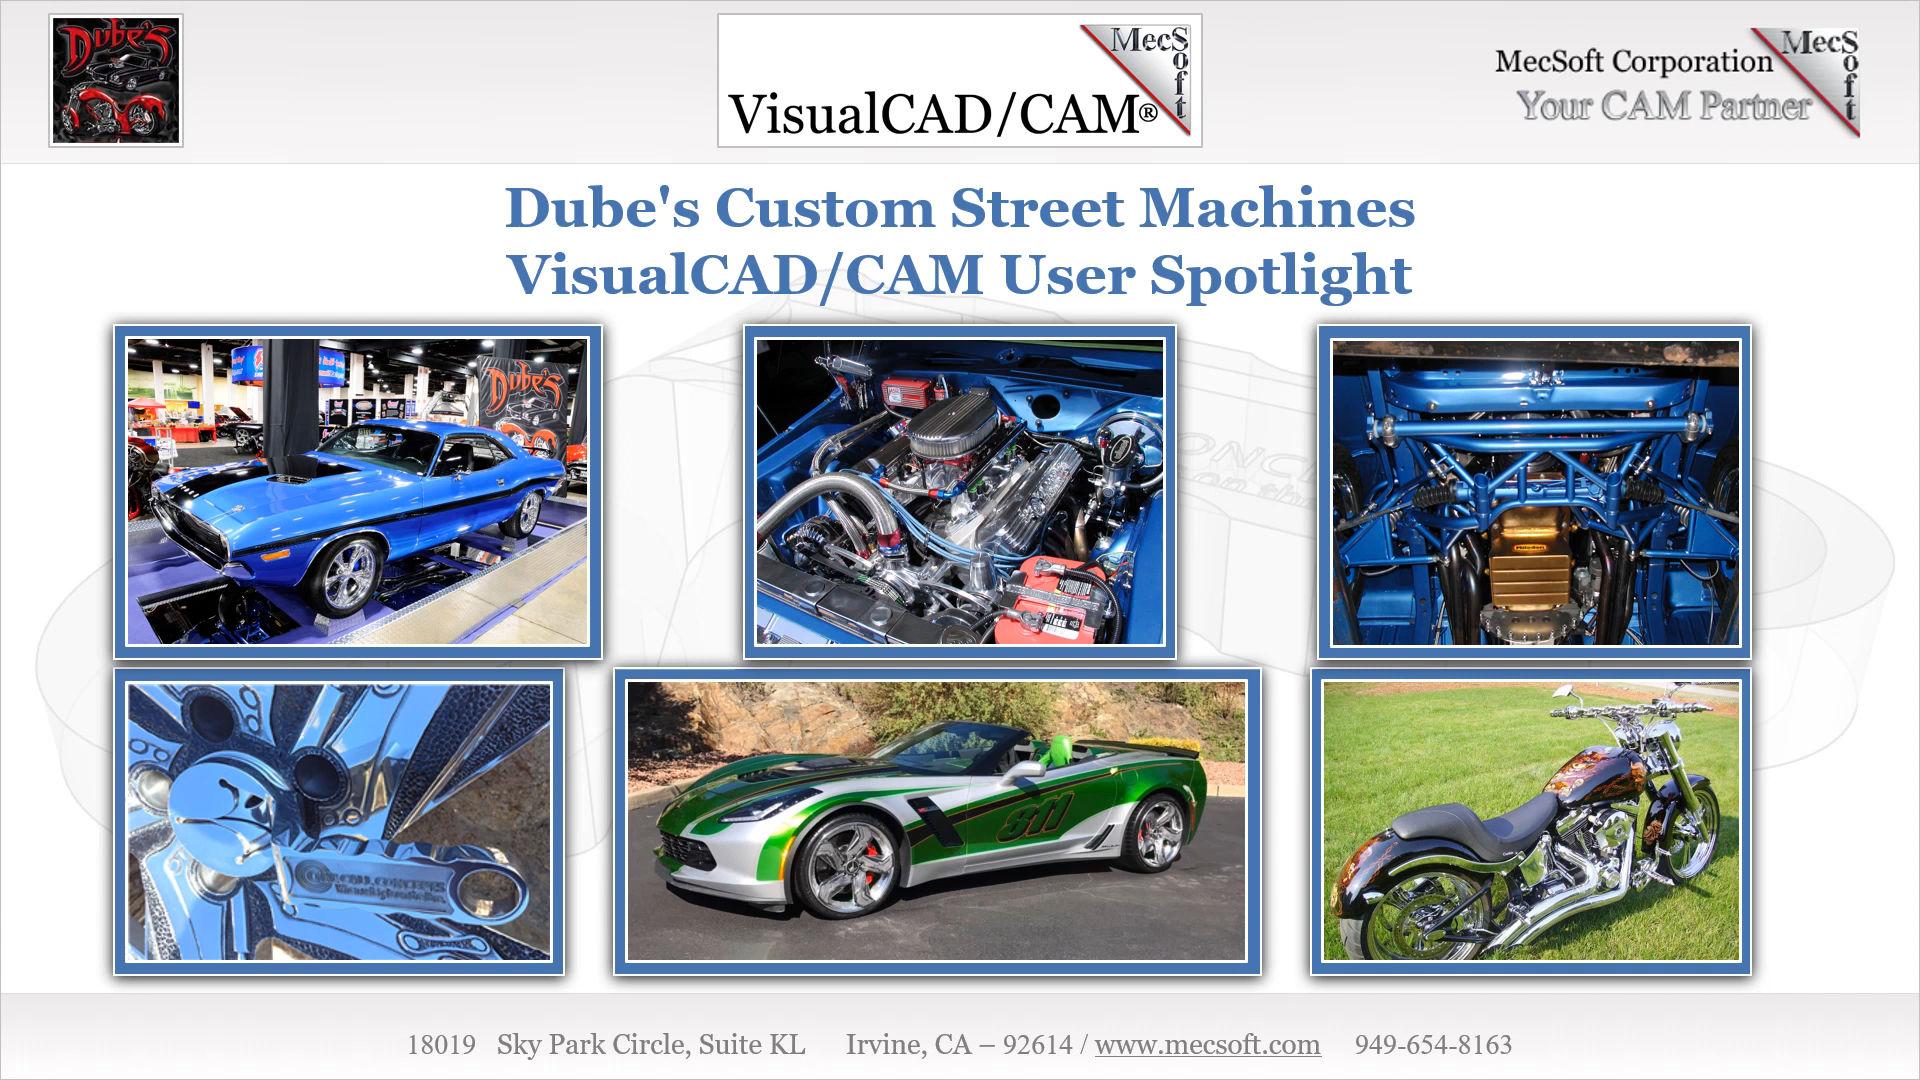 Dube's
VisualCAD/CAM®
MecSoft
MecSoft Corporation
Your CAM Partner
MecSoft
Dube's Custom Street Machines
VisualCAD/CAM User Spotlight
Dube's
811
18019 Sky Park Circle, Suite KL Irvine, CA – 92614 / www.mecsoft.com 949-654-8163